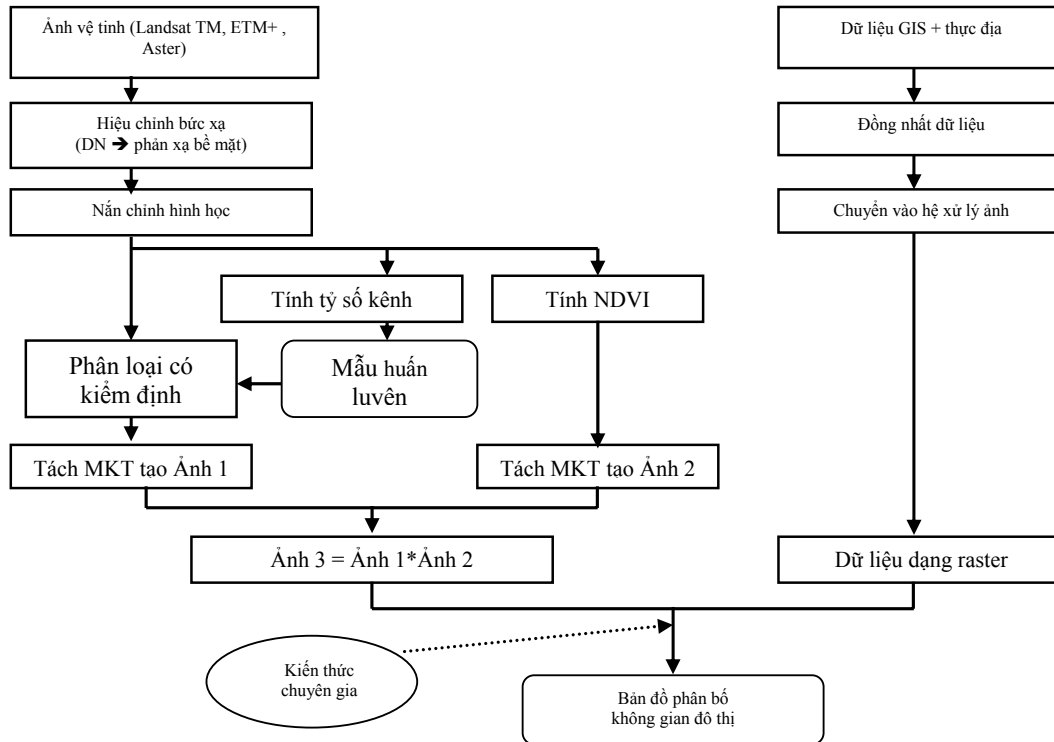 Ảnh vệ tinh (Landsat TM, ETM+ ,
Aster)
Dữ liệu GIS + thực địa
Hiệu chỉnh bức xạ
(DN ➔ phản xạ bề mặt)
Đồng nhất dữ liệu
Nắn chỉnh hình học
Chuyển vào hệ xử lý ảnh
Tính tỷ số kênh
Tính NDVI
Phân loại có
kiểm định
Mẫu huấn
luvên
Tách MKT tạo Ảnh 1
Tách MKT tạo Ảnh 2
Ảnh 3 = Ảnh 1*Ảnh 2
Dữ liệu dạng raster
Kiến thức
chuyên gia
Bản đồ phân bố
không gian đô thị